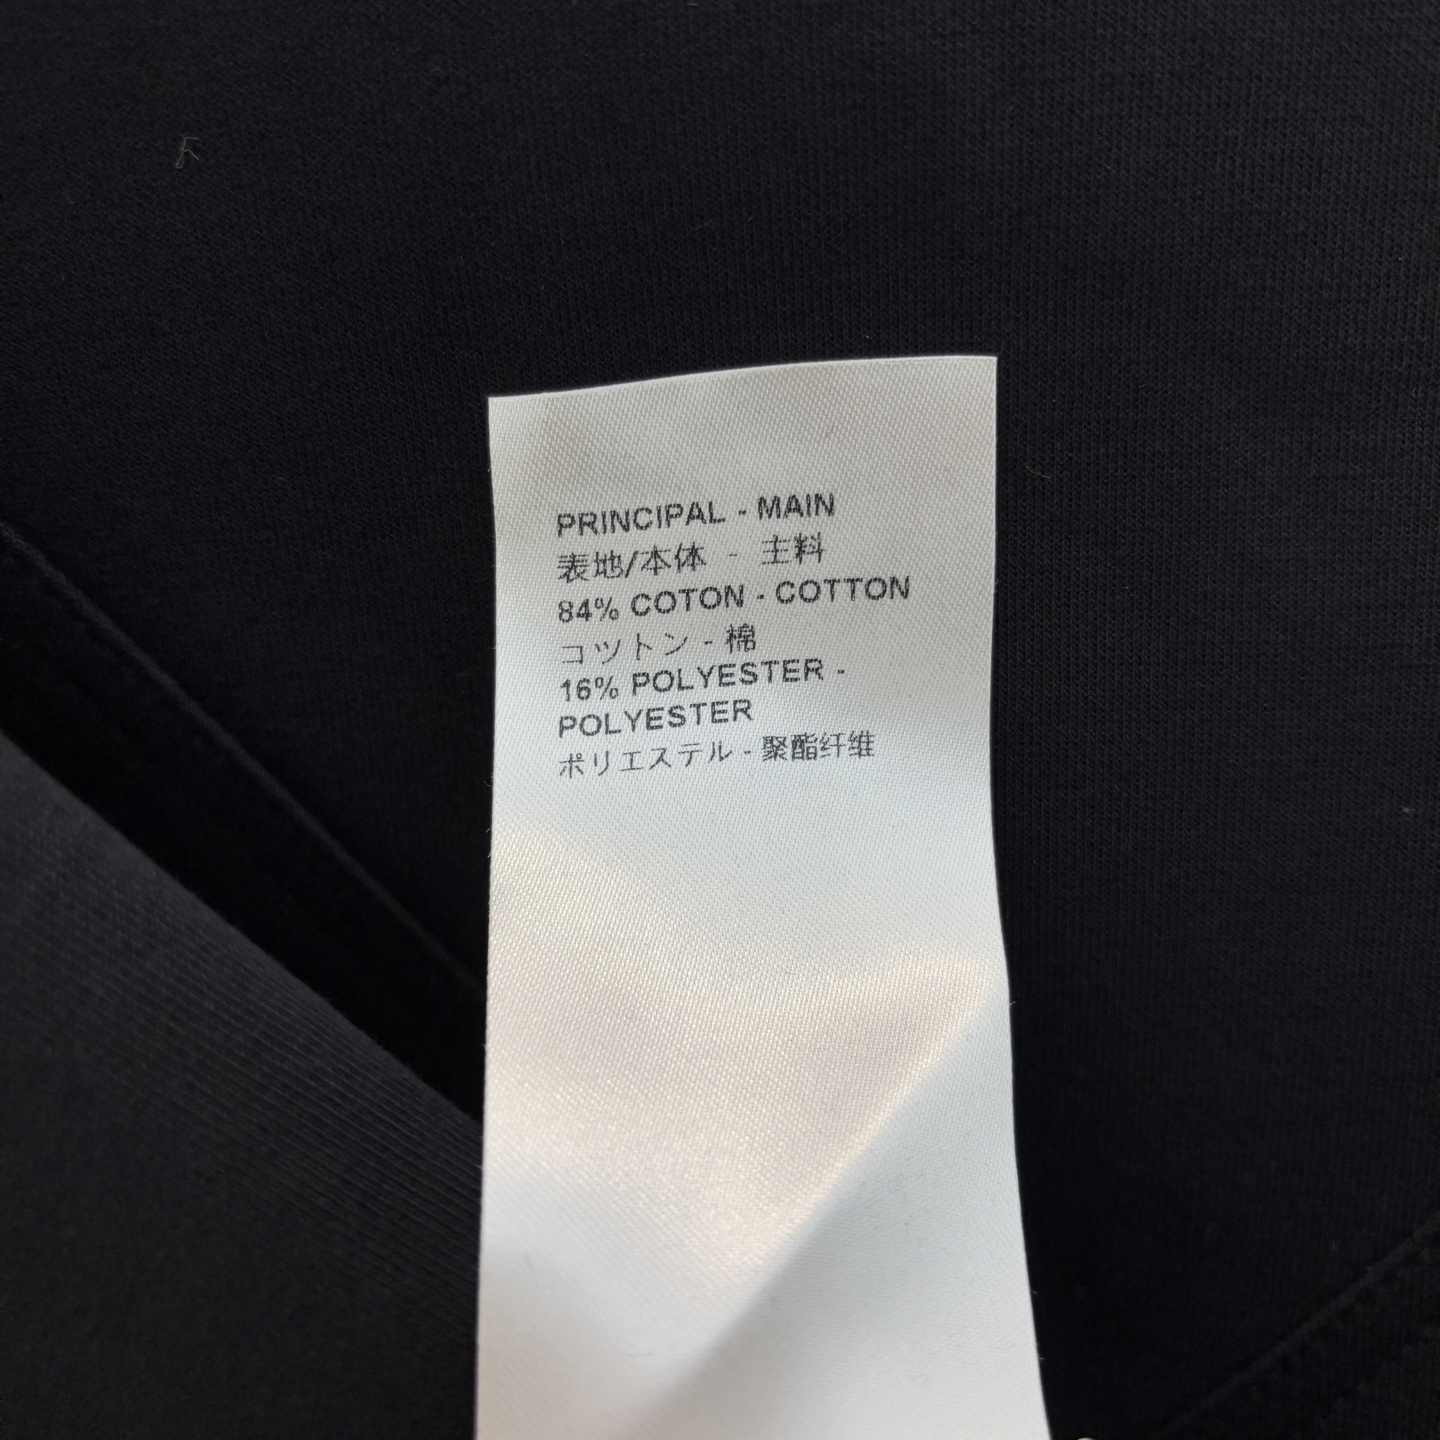 PRINCIPAL - MAIN
表地/本体 - 主料
84% COTON - COTTON
コットン - 棉
16% POLYESTER -
POLYESTER
ポリエステル - 聚酯纤维